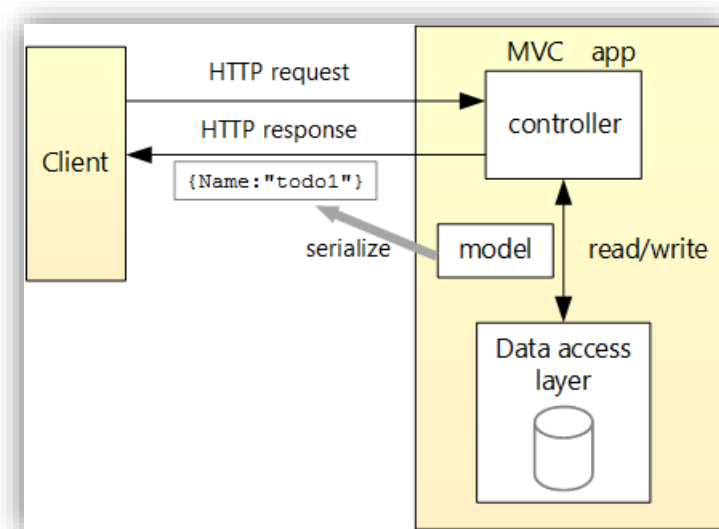 MVC app
HTTP request
controller
HTTP response
Client
{Name:"todo1"}
serialize
model
read/write
Data access
layer